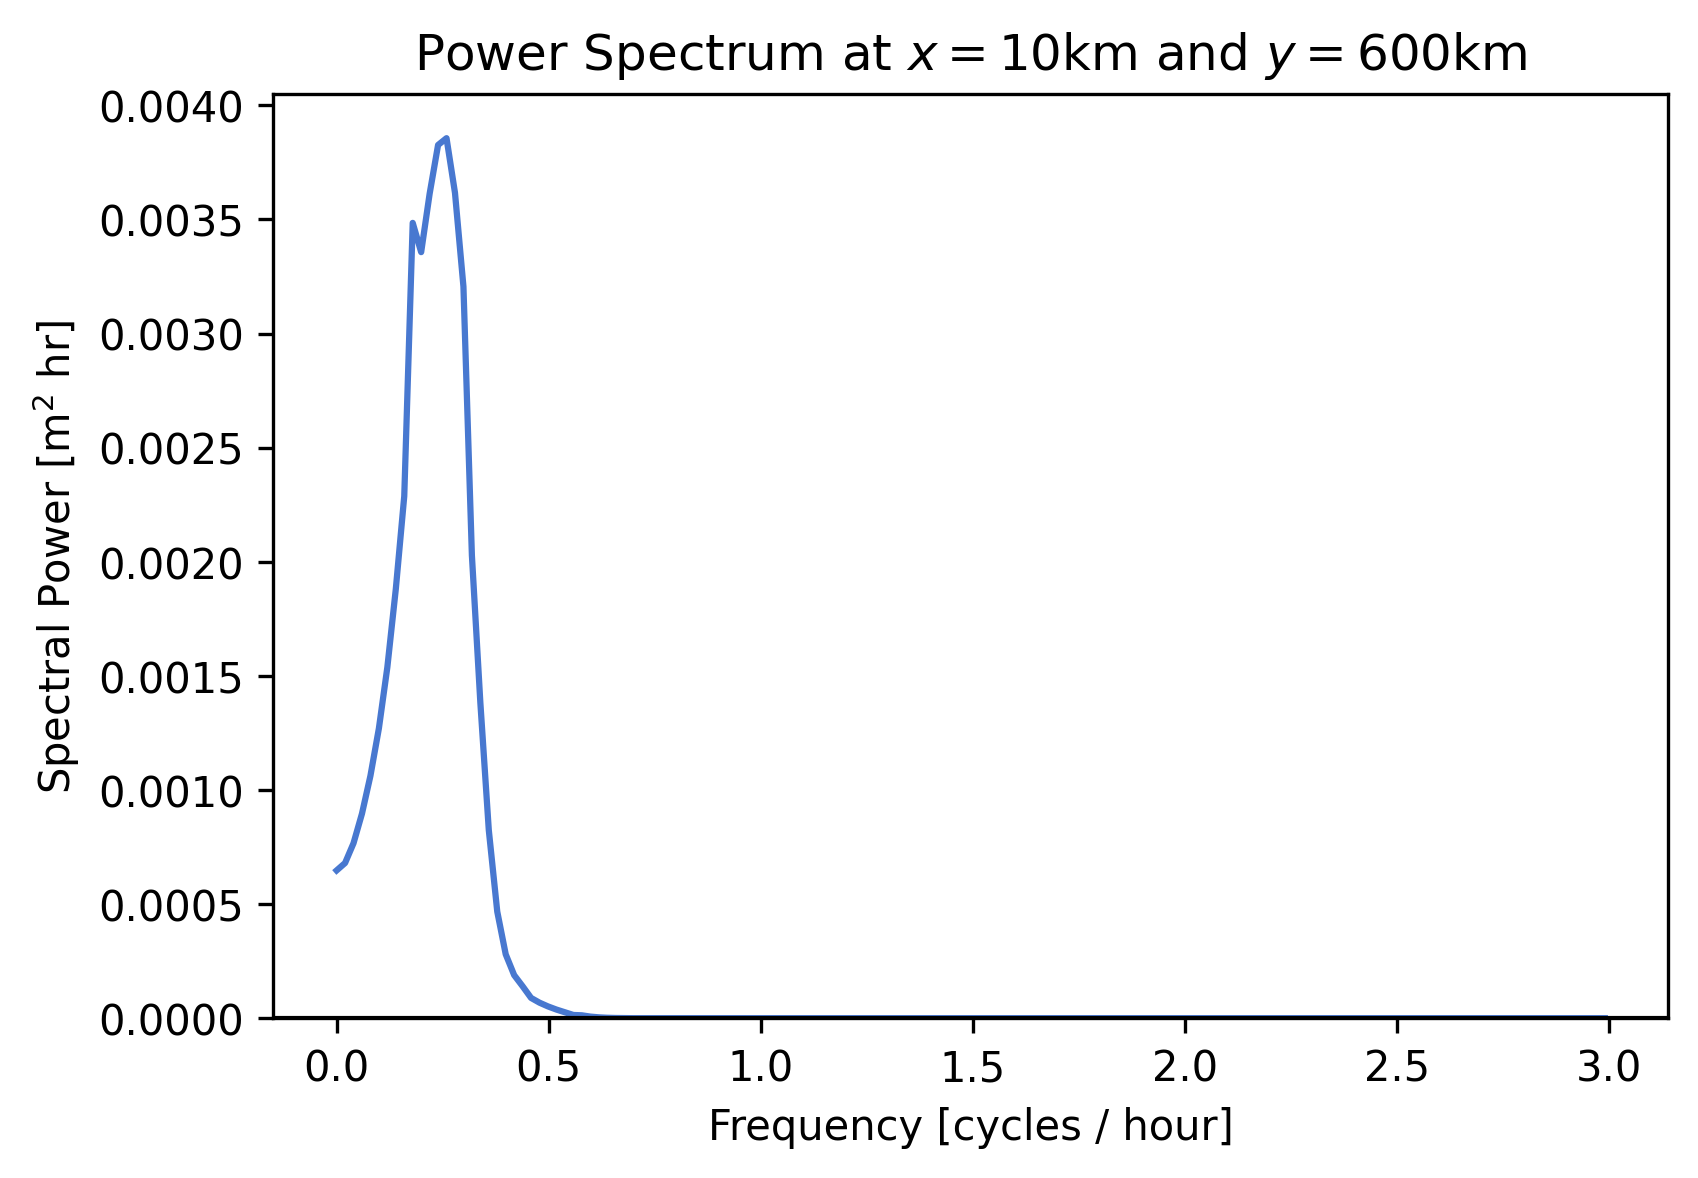 Power Spectrum at x = 10km and y = 600km
0.0040
0.0035
0.0030
0.0025
0.0020
0.0015
0.0010
0.0005
0.0000
Spectral Power [m² hr]
0.0 0.5 1.0 1.5 2.0 2.5 3.0
Frequency [cycles / hour]